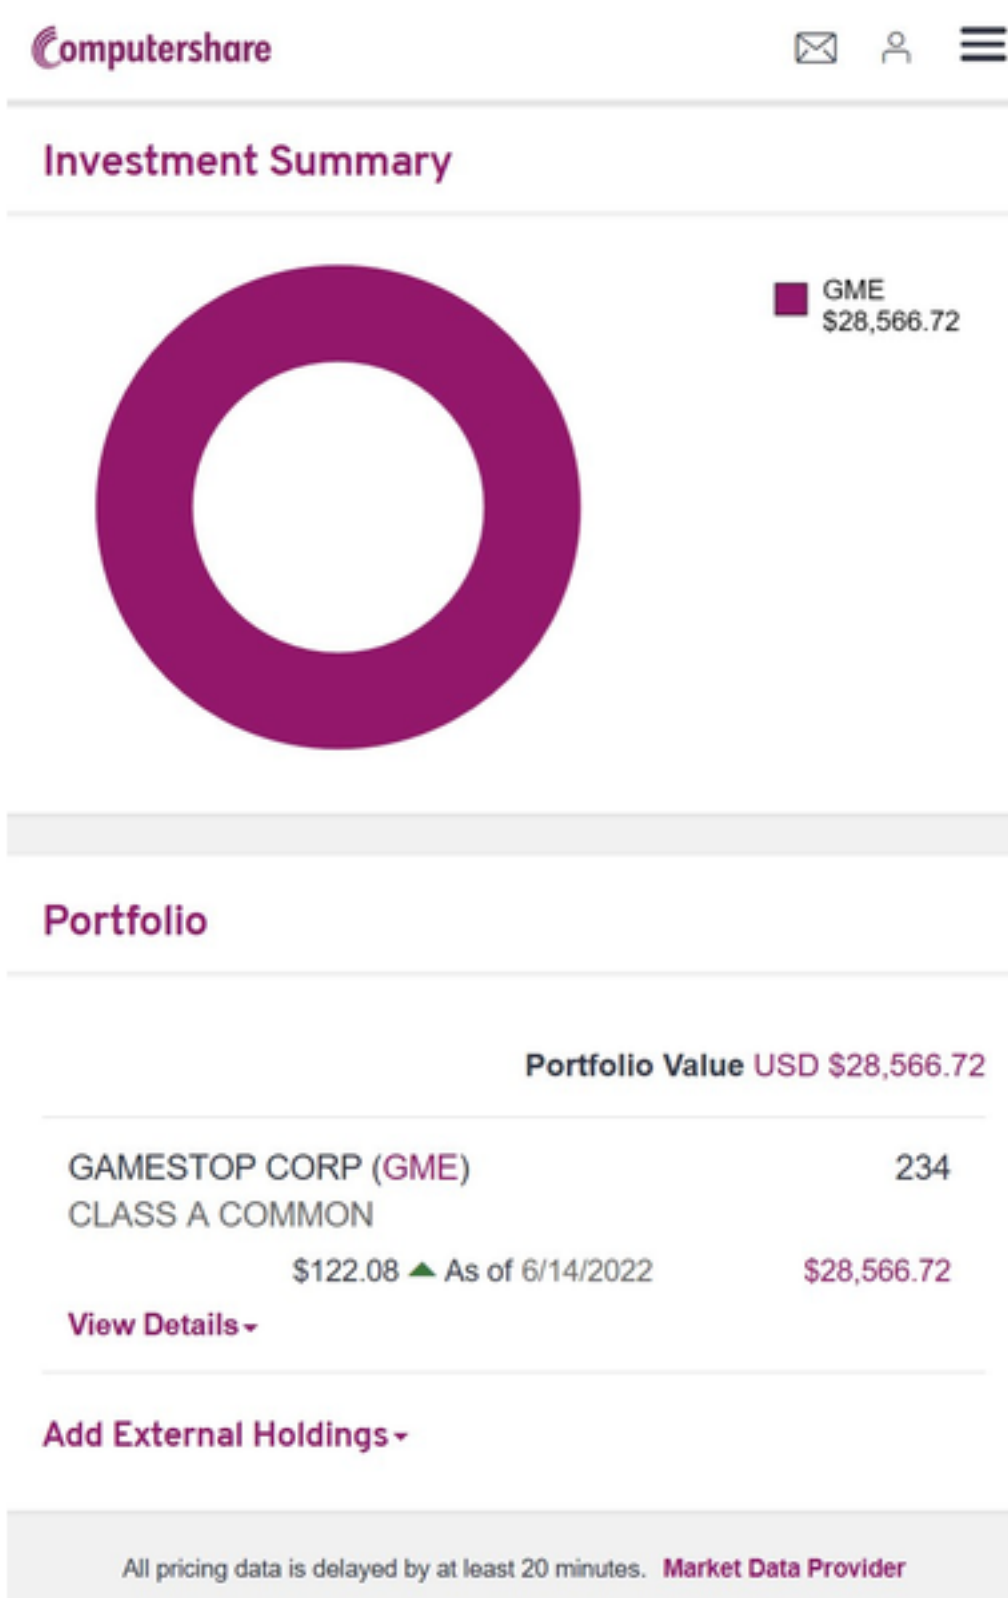 Computershare
Investment Summary
GME
$28,566.72
Portfolio
Portfolio Value USD $28,566.72
GAMESTOP CORP (GME) 234
CLASS A COMMON
$122.08 ▲ As of 6/14/2022 $28,566.72
View Details
Add External Holdings
All pricing data is delayed by at least 20 minutes. Market Data Provider